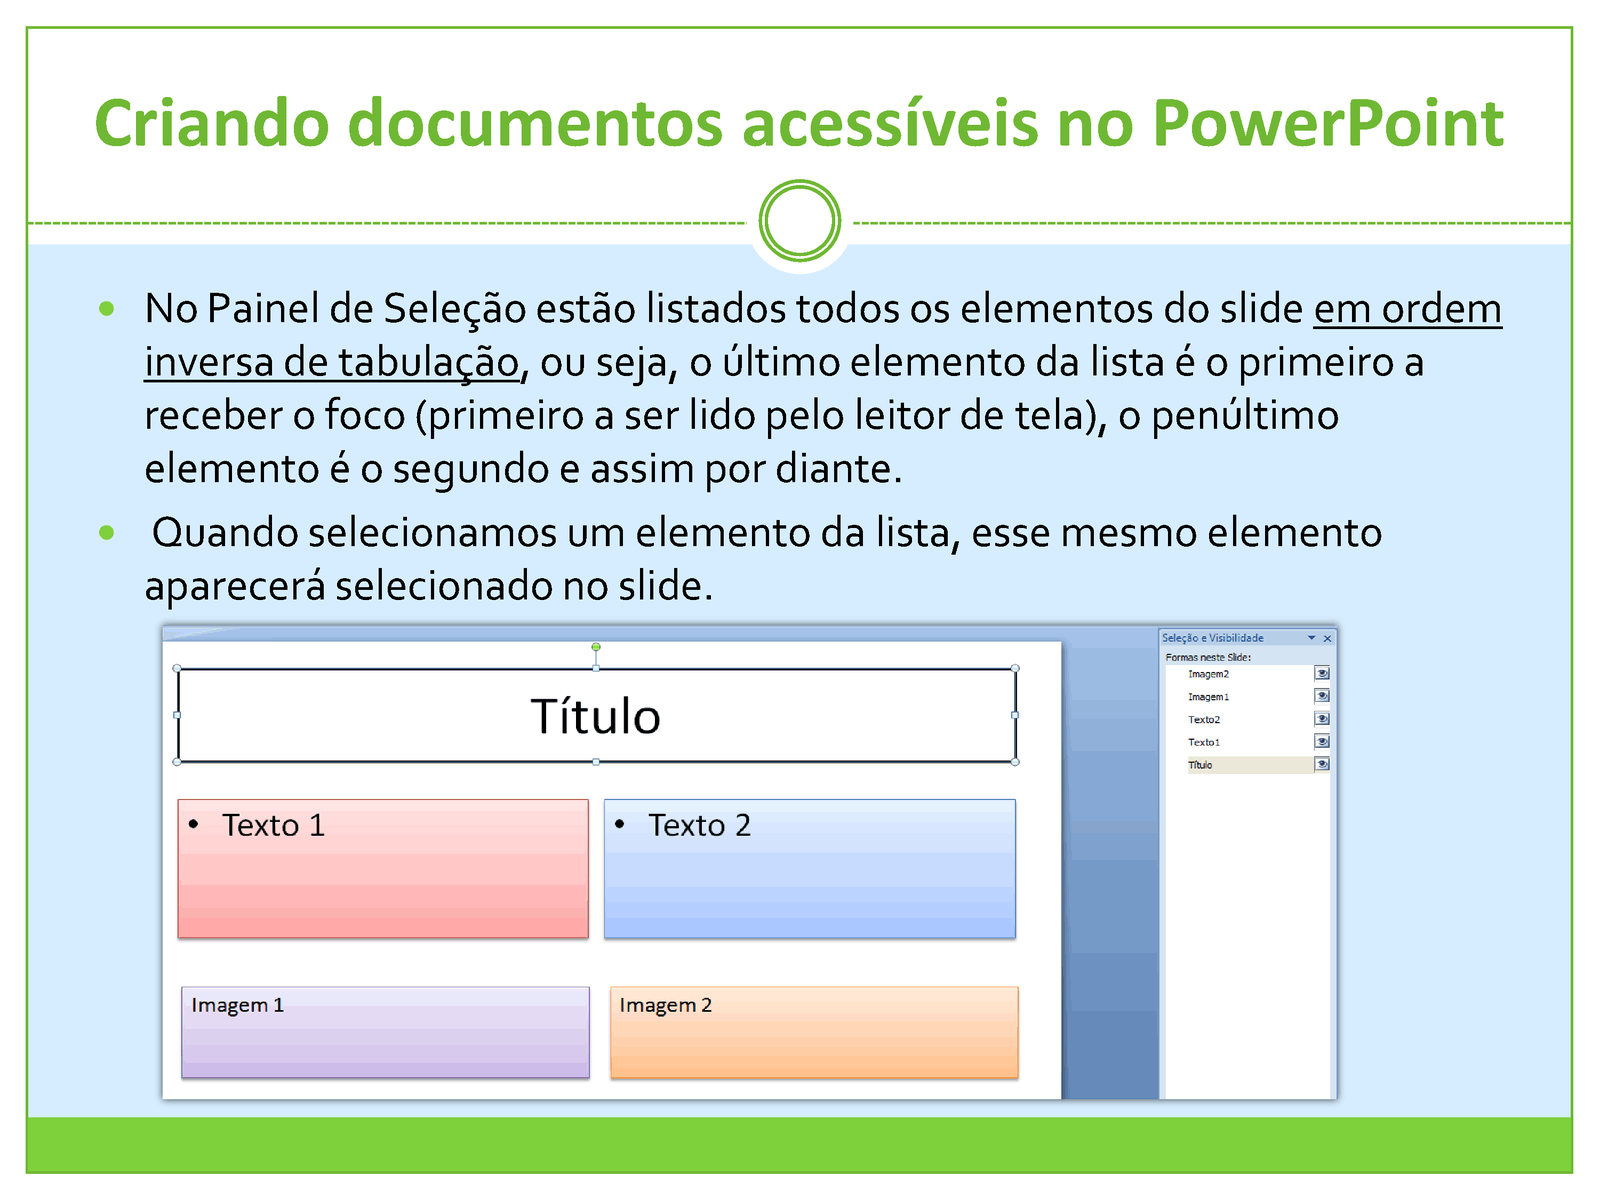 Criando documentos acessíveis no PowerPoint
• No Painel de Seleção estão listados todos os elementos do slide em ordem
inversa de tabulação, ou seja, o último elemento da lista é o primeiro a
receber o foco (primeiro a ser lido pelo leitor de tela), o penúltimo
elemento é o segundo e assim por diante.
• Quando selecionamos um elemento da lista, esse mesmo elemento
aparecerá selecionado no slide.
Título
• Texto 1
• Texto 2
Imagem 1
Imagem 2
Seleção e Visibilidade
Formas neste Slide:
Imagem2
Imagem1
Texto2
Texto1
Título